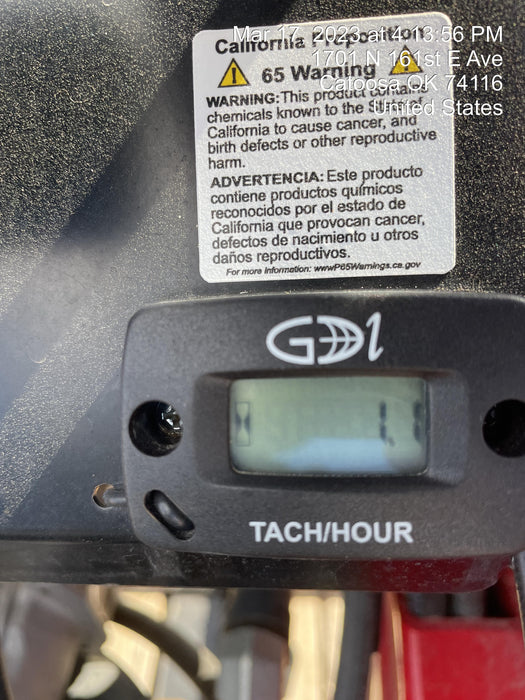 Mar 17, 2023 at 4:13:56 PM
1701 N 161st E Ave
Catoosa OK 74116
United States
California Proposition
65 Warning
WARNING: This product contains
chemicals known to the State of
California to cause cancer, and
birth defects or other reproductive
harm.
ADVERTENCIA: Este producto
contiene productos químicos
reconocidos por el estado de
California que provocan cancer,
defectos de nacimiento u otros
daños reproductivos.
For more information: www.P65Warnings.ca.gov
GDI
TACH/HOUR